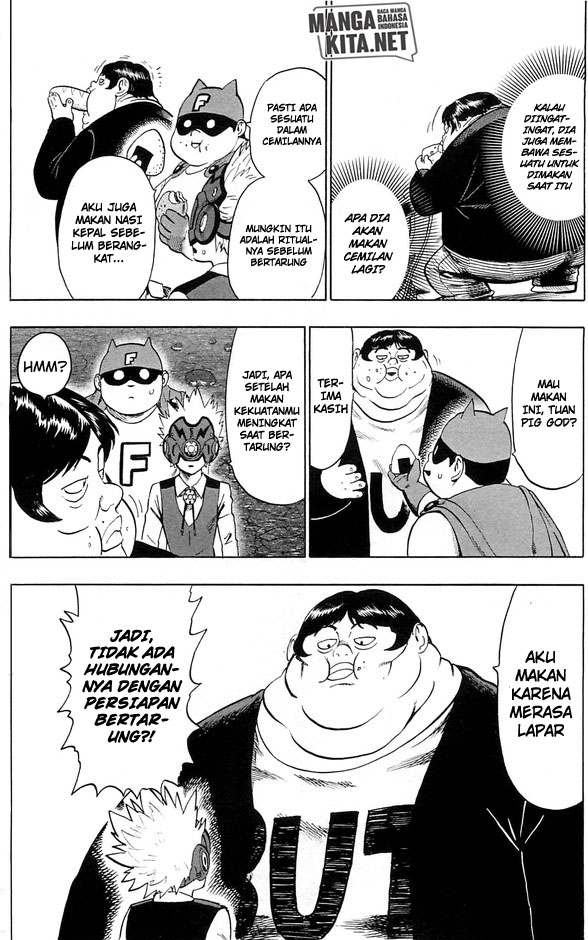 MANGA
KITA.NET
BACA MANGA
BAHASA
INDONESIA
KALAU
DIINGAT-
INGAT, DIA
JUGA MEM-
BAWA SES-
UATU UNTUK
DIMAKAN
SAAT ITU
APA DIA
AKAN
MAKAN
CEMILAN
LAGI?
PASTI ADA
SESUATU
DALAM
CEMILANNYA
MUNGKIN ITU
ADALAH RITUAL-
NYA SEBELUM
BERTARUNG
AKU JUGA
MAKAN NASI
KEPAL SEBE-
LUM BERANG-
KAT...
F
MAU
MAKAN
INI, TUAN
PIG GOD?
TER-
IMA
KASIH
U
JADI, APA
SETELAH
MAKAN
KEKUATANMU
MENINGKAT
SAAT BER-
TARUNG?
HMM?
F
F
AKU
MAKAN
KARENA
MERASA
LAPAR
JADI,
TIDAK ADA
HUBUNGAN-
NYA DENGAN
PERSIAPAN
BERTAR-
UNG?!
BUT